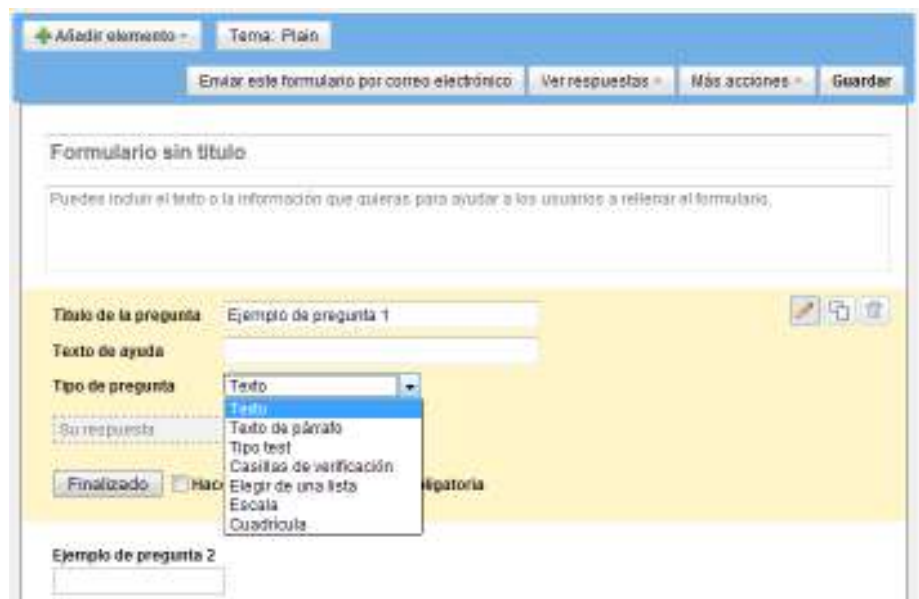 Añadir elemento
Tema: Plain
Enviar este formulario por correo electrónico
Ver respuestas
Más acciones
Guardar
Formulario sin título
Puedes incluir el texto o la información que quieras para ayudar a los usuarios a rellenar el formulario.
Título de la pregunta
Ejemplo de pregunta 1
Texto de ayuda
Tipo de pregunta
Texto
Texto
Texto de párrafo
Tipo test
Casillas de verificación
Elegir de una lista
Escala
Cuadrícula
Su respuesta
Finalizado
Hace
ligatoria
Ejemplo de pregunta 2